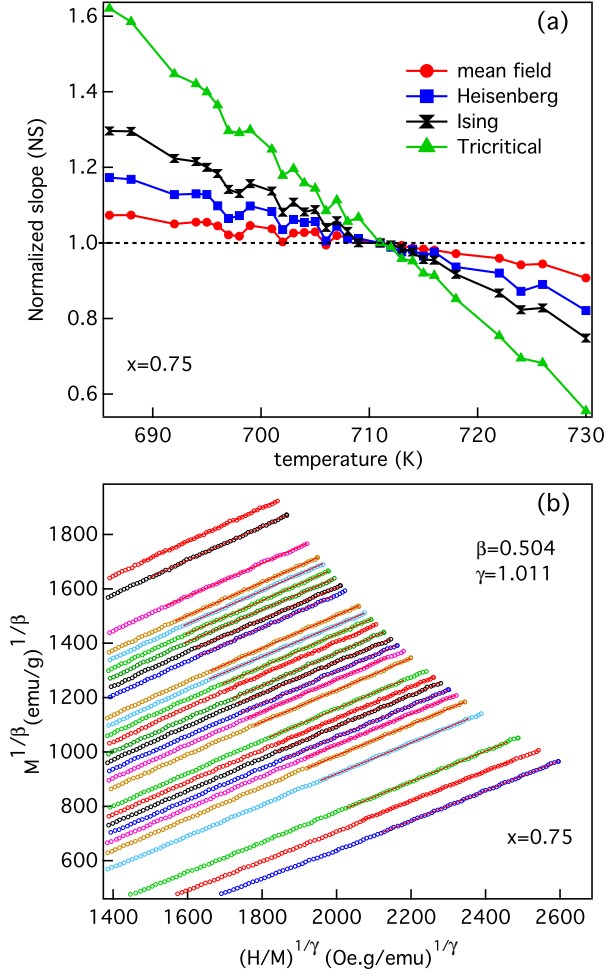 (a)
1.6
1.4
1.2
1.0
0.8
0.6
Normalized slope (NS)
mean field
Heisenberg
Ising
Tricritical
x=0.75
690
700
710
720
730
temperature (K)
(b)
1800
1600
1400
1200
1000
800
600
M^1/β (emu/g)^1/β
β=0.504
γ=1.011
x=0.75
1400
1600
1800
2000
2200
2400
2600
(H/M)^1/γ (Oe.g/emu)^1/γ